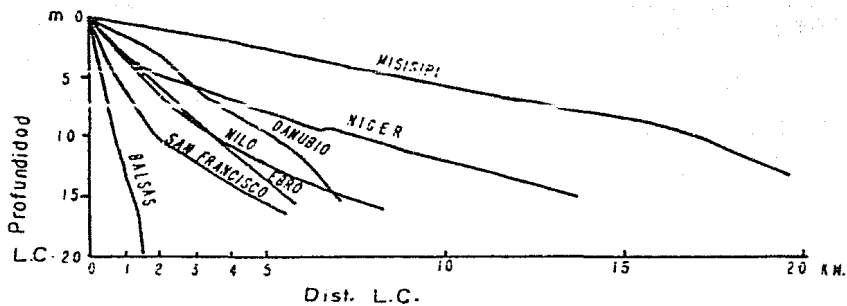 m 0
MISISIPI
5
NIGER
DANUBIO
10
NILO
EBRO
SAN FRANCISCO
BALSAS
15
Profundidad
L.C. 20
0 1 2 3 4 5 10 15 20 KM.
Dist. L.C.